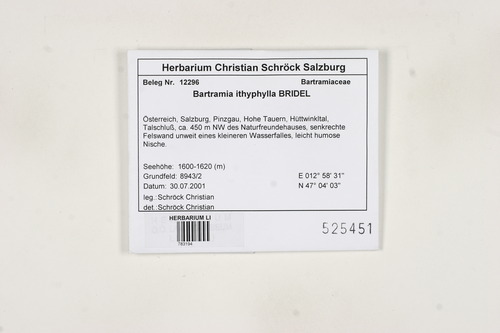 Herbarium Christian Schröck Salzburg
Beleg Nr. 12296 Bartramiaceae
Bartramia ithyphylla BRIDEL
Österreich, Salzburg, Pinzgau, Hohe Tauern, Hüttwinkltal,
Talschluß, ca. 450 m NW des Naturfreundehauses, senkrechte
Felswand unweit eines kleineren Wasserfalles, leicht humose
Nische.
Seehöhe: 1600-1620 (m)
Grundfeld: 8943/2 E 012° 58' 31"
Datum: 30.07.2001 N 47° 04' 03"
leg.:Schröck Christian
det.:Schröck Christian
HERBARIUM LI
783194
525451